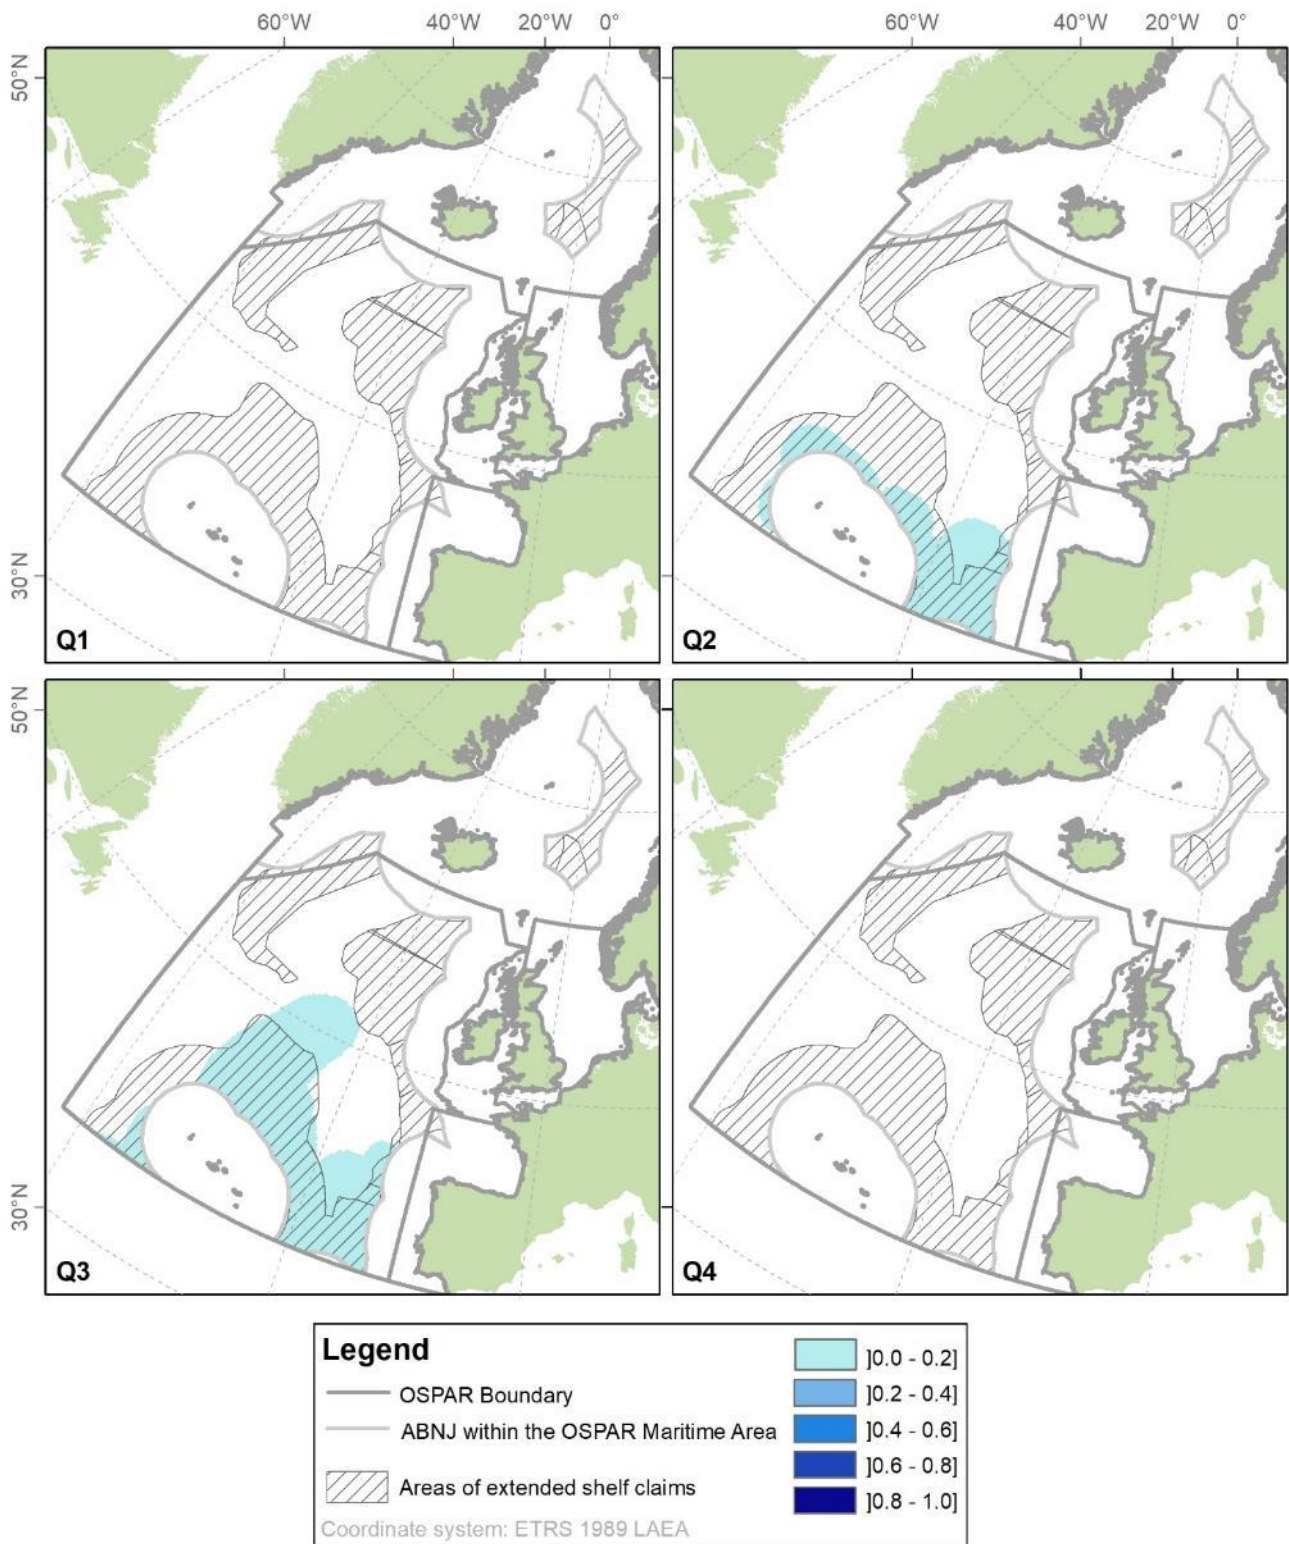 60°W 40°W 20°W 0° 60°W 40°W 20°W 0°
50°N
30°N
Q1 Q2
50°N
30°N
Q3 Q4
Legend
OSPAR Boundary
ABNJ within the OSPAR Maritime Area
Areas of extended shelf claims
Coordinate system: ETRS 1989 LAEA
]0.0 - 0.2]
]0.2 - 0.4]
]0.4 - 0.6]
]0.6 - 0.8]
]0.8 - 1.0]